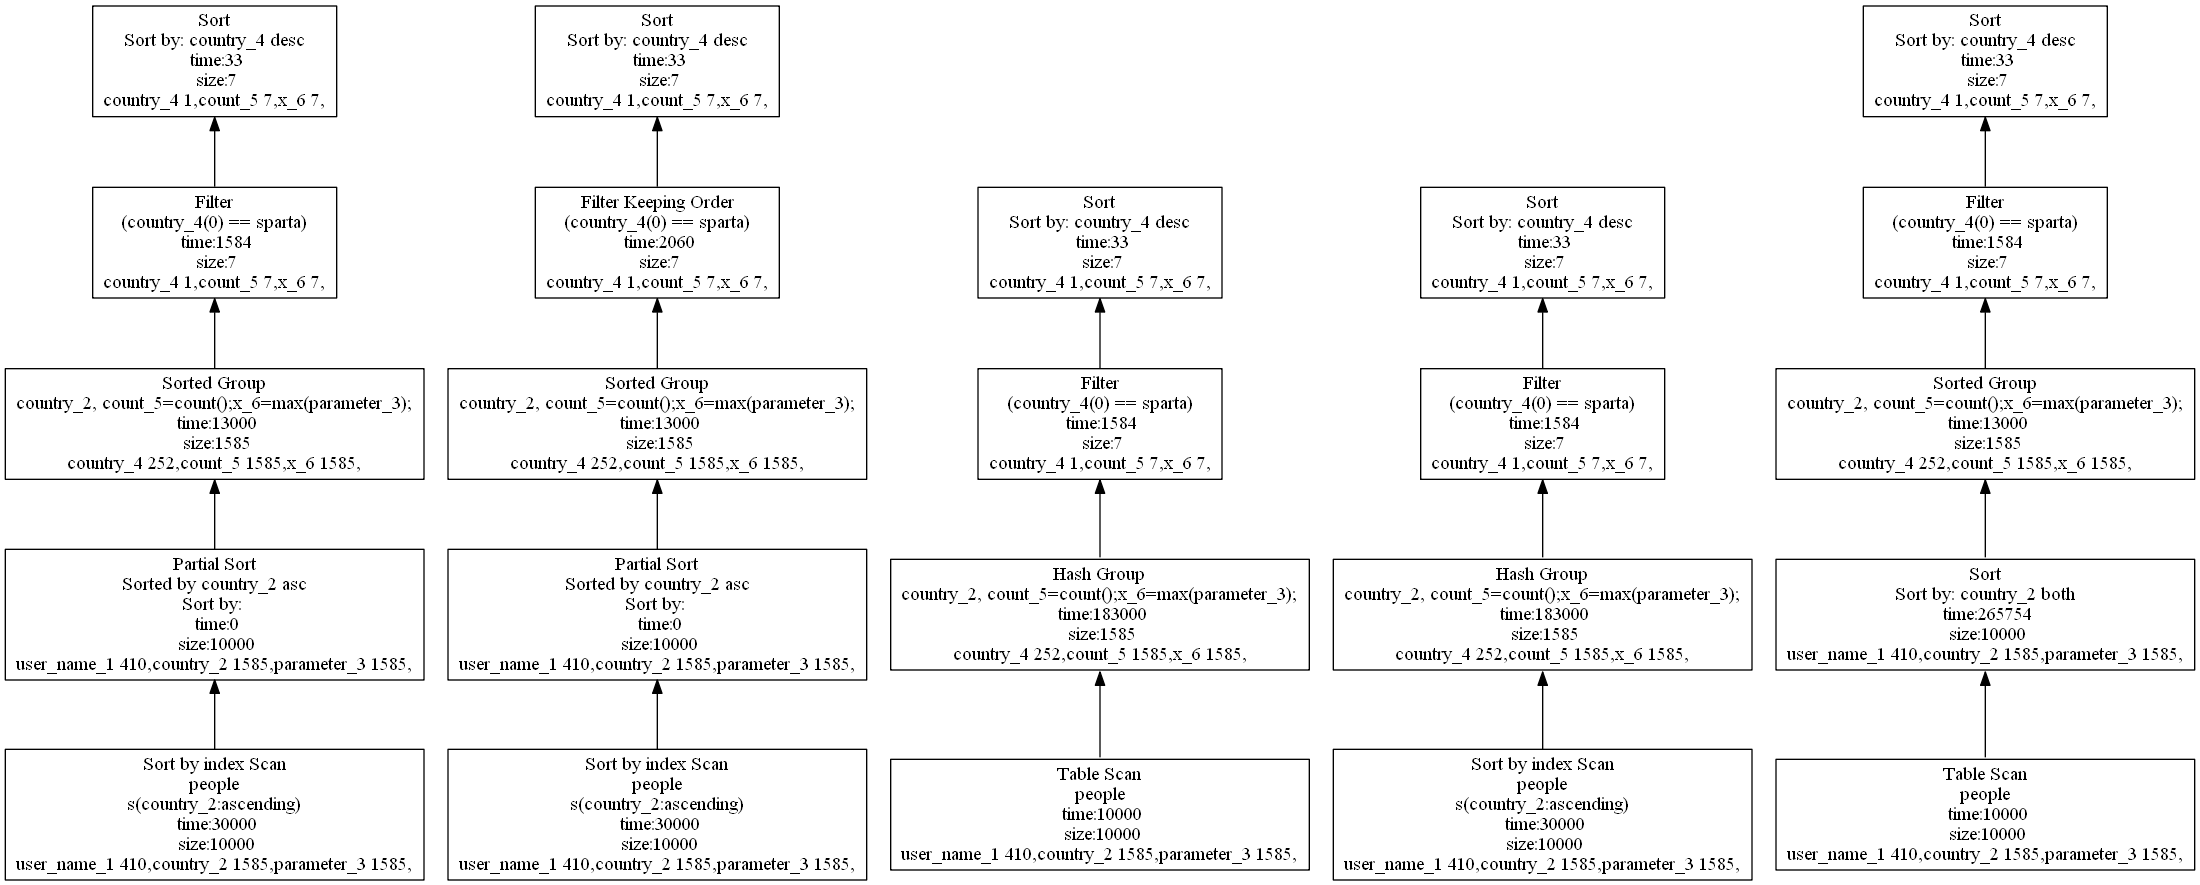 Sort
Sort by: country_4 desc
time:33
size:7
country_4 1,count_5 7,x_6 7,
Filter
(country_4(0) == sparta)
time:1584
size:7
country_4 1,count_5 7,x_6 7,
Sorted Group
country_2, count_5=count();x_6=max(parameter_3);
time:13000
size:1585
country_4 252,count_5 1585,x_6 1585,
Partial Sort
Sorted by country_2 asc
Sort by:
time:0
size:10000
user_name_1 410,country_2 1585,parameter_3 1585,
Sort by index Scan
people
s(country_2:ascending)
time:30000
size:10000
user_name_1 410,country_2 1585,parameter_3 1585,
Sort
Sort by: country_4 desc
time:33
size:7
country_4 1,count_5 7,x_6 7,
Filter Keeping Order
(country_4(0) == sparta)
time:2060
size:7
country_4 1,count_5 7,x_6 7,
Sorted Group
country_2, count_5=count();x_6=max(parameter_3);
time:13000
size:1585
country_4 252,count_5 1585,x_6 1585,
Partial Sort
Sorted by country_2 asc
Sort by:
time:0
size:10000
user_name_1 410,country_2 1585,parameter_3 1585,
Sort by index Scan
people
s(country_2:ascending)
time:30000
size:10000
user_name_1 410,country_2 1585,parameter_3 1585,
Sort
Sort by: country_4 desc
time:33
size:7
country_4 1,count_5 7,x_6 7,
Filter
(country_4(0) == sparta)
time:1584
size:7
country_4 1,count_5 7,x_6 7,
Hash Group
country_2, count_5=count();x_6=max(parameter_3);
time:183000
size:1585
country_4 252,count_5 1585,x_6 1585,
Table Scan
people
time:10000
size:10000
user_name_1 410,country_2 1585,parameter_3 1585,
Sort
Sort by: country_4 desc
time:33
size:7
country_4 1,count_5 7,x_6 7,
Filter
(country_4(0) == sparta)
time:1584
size:7
country_4 1,count_5 7,x_6 7,
Hash Group
country_2, count_5=count();x_6=max(parameter_3);
time:183000
size:1585
country_4 252,count_5 1585,x_6 1585,
Sort by index Scan
people
s(country_2:ascending)
time:30000
size:10000
user_name_1 410,country_2 1585,parameter_3 1585,
Sort
Sort by: country_4 desc
time:33
size:7
country_4 1,count_5 7,x_6 7,
Filter
(country_4(0) == sparta)
time:1584
size:7
country_4 1,count_5 7,x_6 7,
Sorted Group
country_2, count_5=count();x_6=max(parameter_3);
time:13000
size:1585
country_4 252,count_5 1585,x_6 1585,
Sort
Sort by: country_2 both
time:265754
size:10000
user_name_1 410,country_2 1585,parameter_3 1585,
Table Scan
people
time:10000
size:10000
user_name_1 410,country_2 1585,parameter_3 1585,